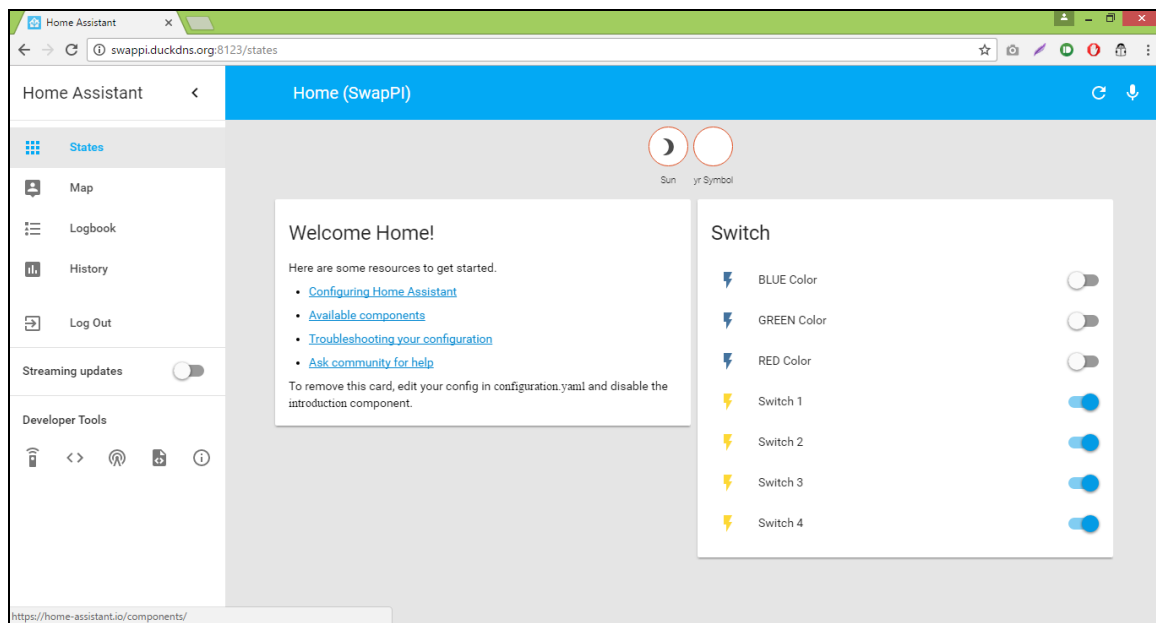 Home Assistant
swappi.duckdns.org:8123/states
Home Assistant
Home (SwapPI)
States
Map
Logbook
History
Log Out
Streaming updates
Developer Tools
Sun
yr Symbol
Welcome Home!
Here are some resources to get started.
Configuring Home Assistant
Available components
Troubleshooting your configuration
Ask community for help
To remove this card, edit your config in configuration.yaml and disable the
introduction component.
Switch
BLUE Color
GREEN Color
RED Color
Switch 1
Switch 2
Switch 3
Switch 4
https://home-assistant.io/components/